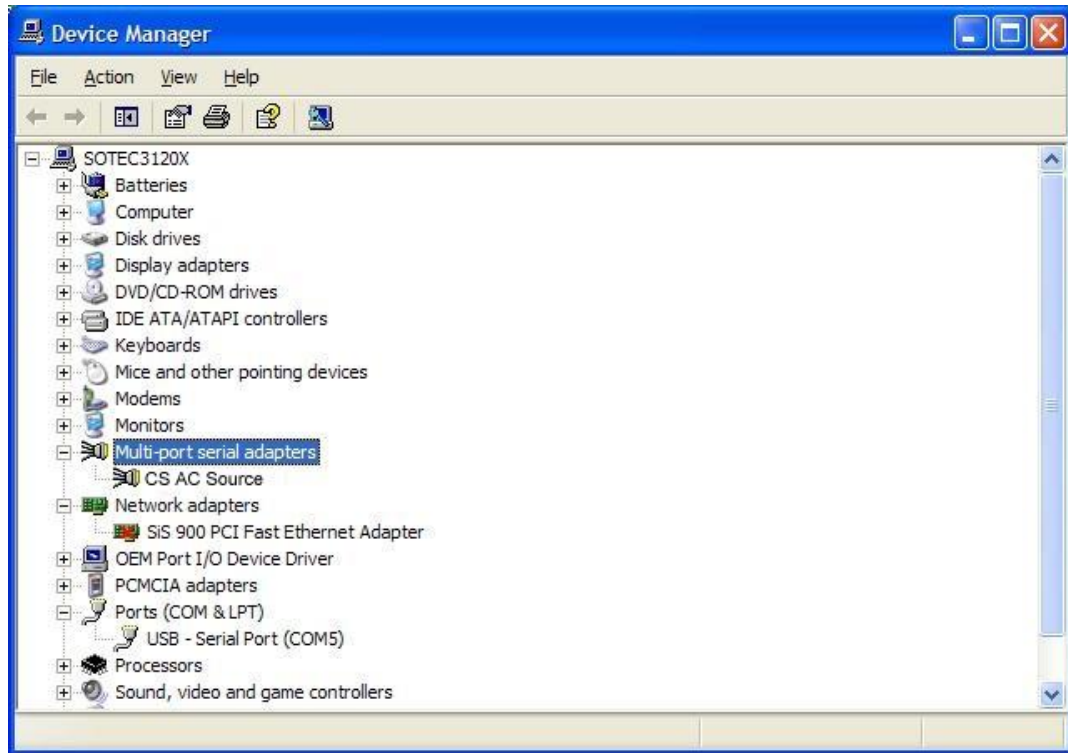 Device Manager
File Action View Help
SOTEC3120X
Batteries
Computer
Disk drives
Display adapters
DVD/CD-ROM drives
IDE ATA/ATAPI controllers
Keyboards
Mice and other pointing devices
Modems
Monitors
Multi-port serial adapters
CS AC Source
Network adapters
SiS 900 PCI Fast Ethernet Adapter
OEM Port I/O Device Driver
PCMCIA adapters
Ports (COM & LPT)
USB - Serial Port (COM5)
Processors
Sound, video and game controllers